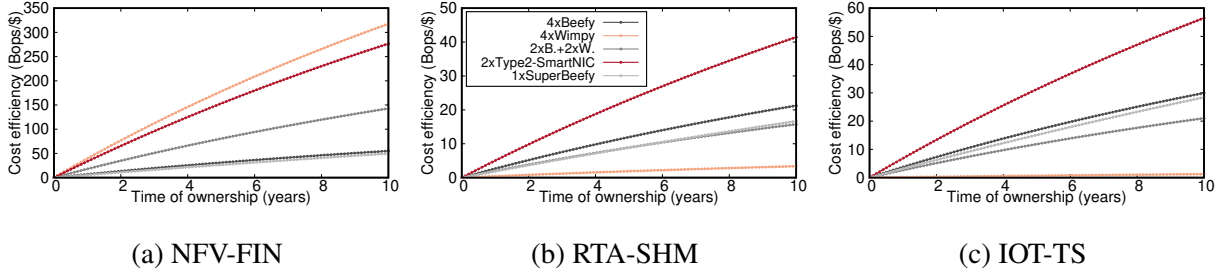 Cost efficiency (Bops/$)
350
300
250
200
150
100
50
0
0 2 4 6 8 10
Time of ownership (years)
(a) NFV-FIN
Cost efficiency (Bops/$)
50
40
30
20
10
0
4xBeefy
4xWimpy
2xB.+2xW.
2xType2-SmartNIC
1xSuperBeefy
0 2 4 6 8 10
Time of ownership (years)
(b) RTA-SHM
Cost efficiency (Bops/$)
60
50
40
30
20
10
0
0 2 4 6 8 10
Time of ownership (years)
(c) IOT-TS